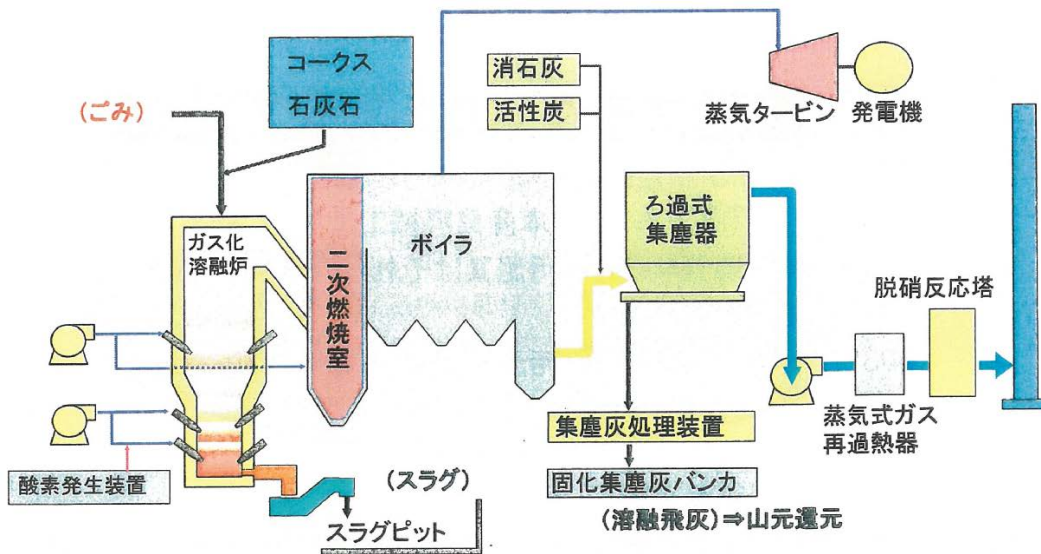 コークス
石灰石
(ごみ)
消石灰
活性炭
蒸気タービン
発電機
ガス化
溶融炉
二次燃焼室
ボイラ
ろ過式
集塵器
脱硝反応塔
蒸気式ガス
再過熱器
酸素発生装置
(スラグ)
スラグピット
集塵灰処理装置
固化集塵灰バンカ
(溶融飛灰)⇒山元還元